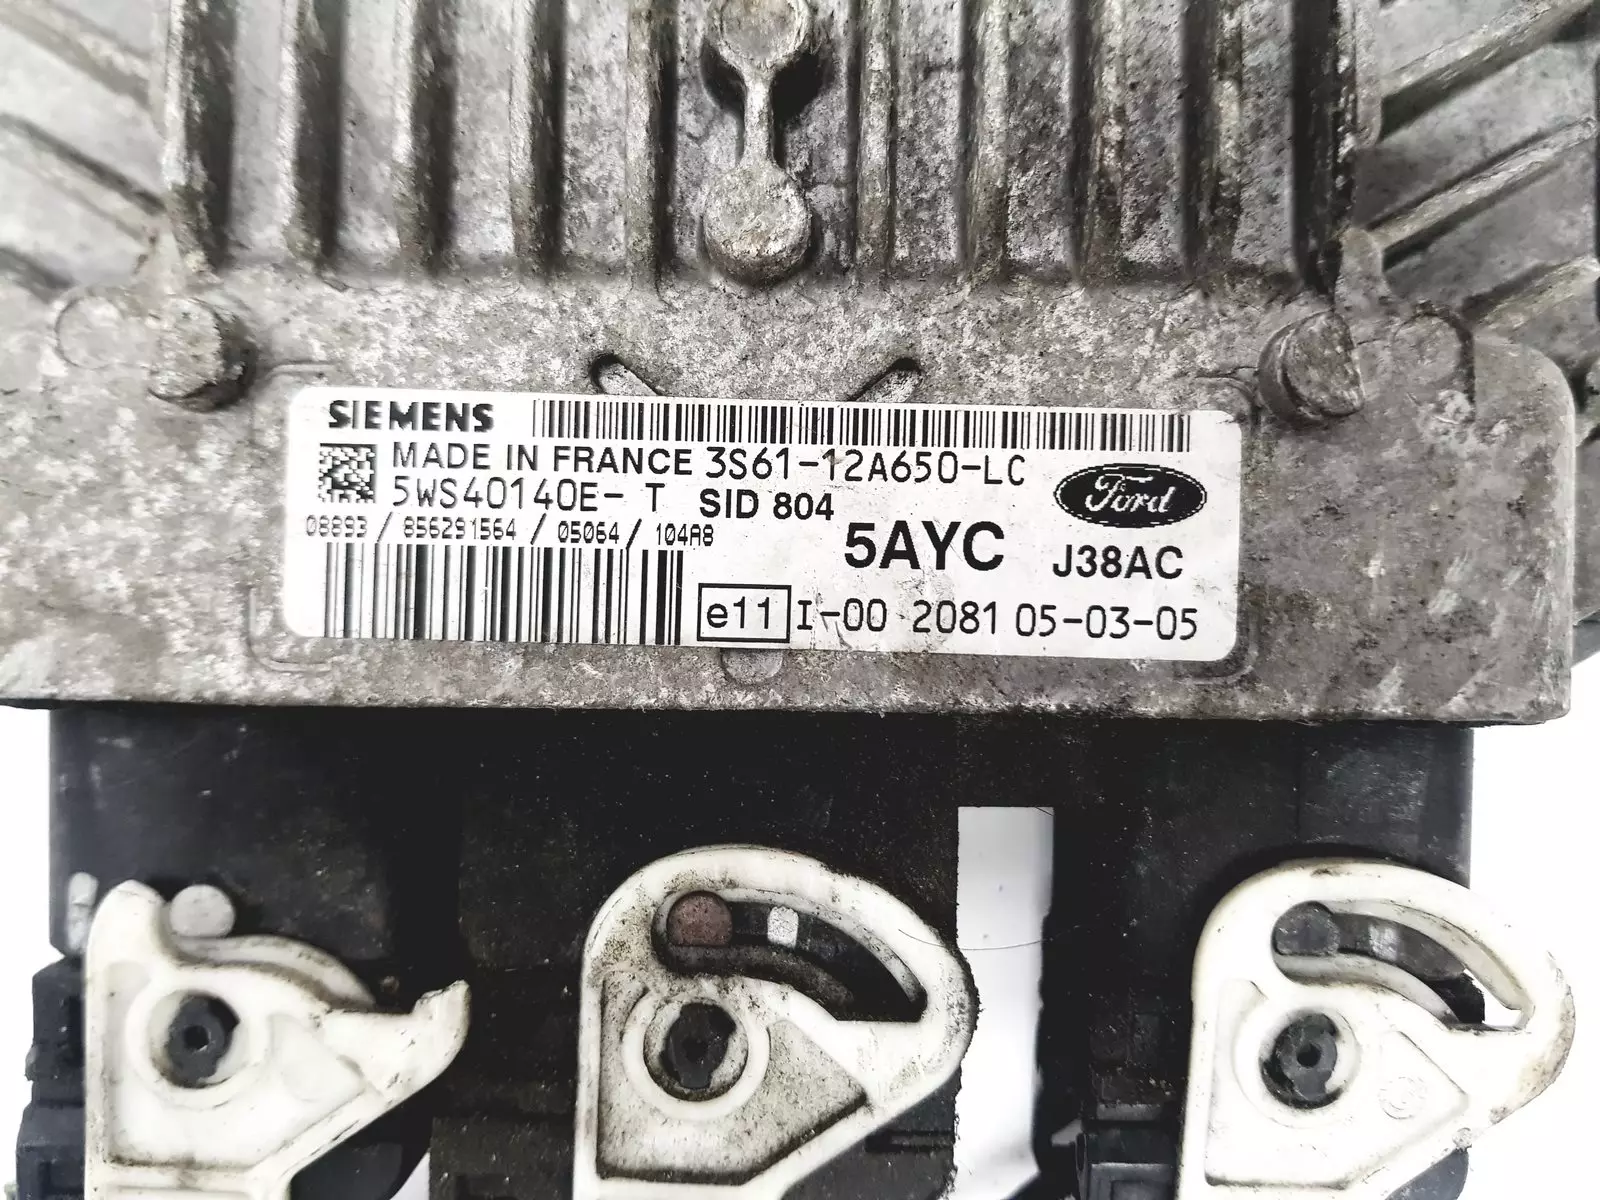 SIEMENS
MADE IN FRANCE 3S61-12A650-LC
5WS40140E- T SID 804
Ford
08893 / 856291564 / 05064 / 104A8
5AYC J38AC
e11 I-00 2081 05-03-05